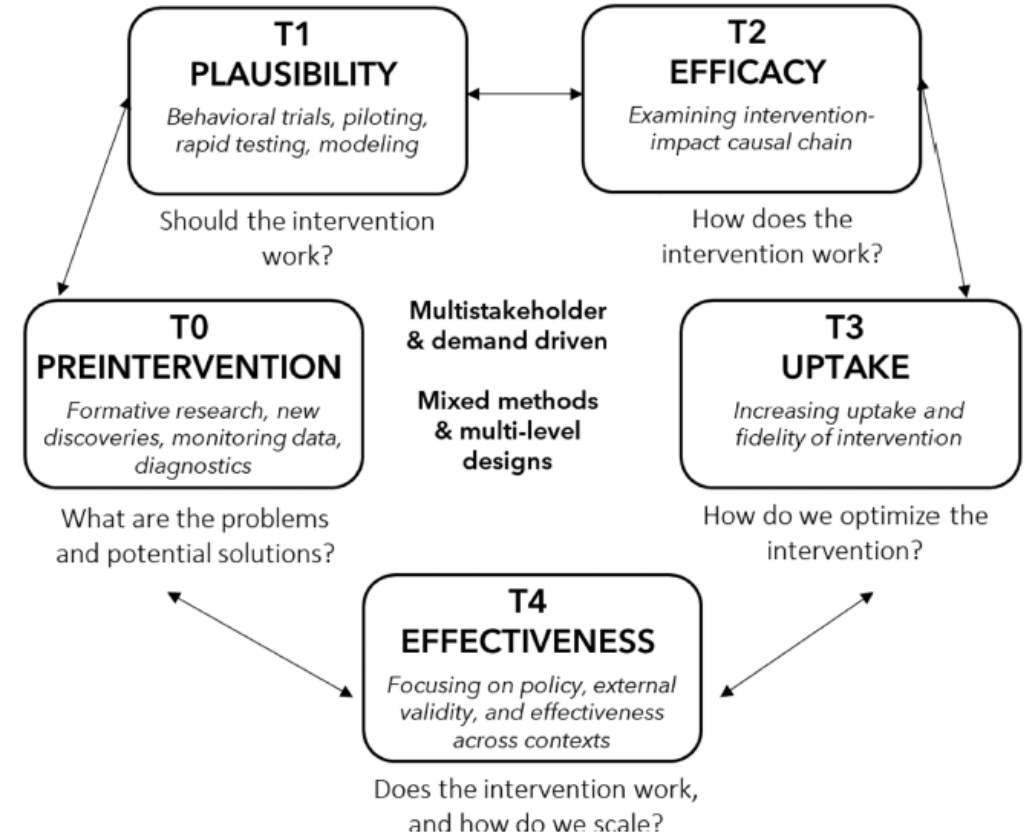 T1
PLAUSIBILITY
Behavioral trials, piloting,
rapid testing, modeling
Should the intervention
work?
T2
EFFICACY
Examining intervention-
impact causal chain
How does the
intervention work?
T0
PREINTERVENTION
Formative research, new
discoveries, monitoring data,
diagnostics
What are the problems
and potential solutions?
Multistakeholder
& demand driven
Mixed methods
& multi-level
designs
T3
UPTAKE
Increasing uptake and
fidelity of intervention
How do we optimize the
intervention?
T4
EFFECTIVENESS
Focusing on policy, external
validity, and effectiveness
across contexts
Does the intervention work,
and how do we scale?